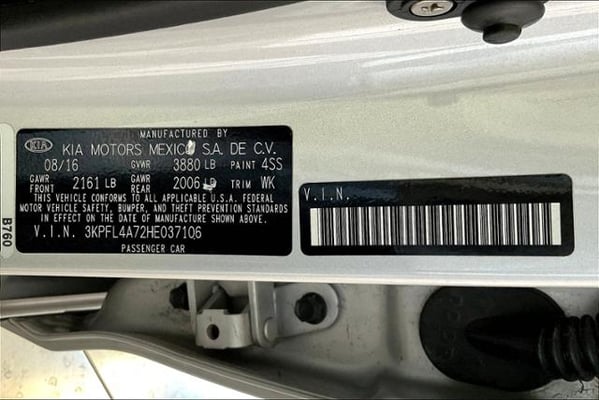 MANUFACTURED BY
KIA KIA MOTORS MEXICO S.A. DE C.V.
08/16 GVWR 3880 LB PAINT 4SS
GAWR FRONT 2161 LB GAWR REAR 2006 LB TRIM WK
THIS VEHICLE CONFORMS TO ALL APPLICABLE U.S.A. FEDERAL
MOTOR VEHICLE SAFETY, BUMPER, AND THEFT PREVENTION STANDARDS
IN EFFECT ON THE DATE OF MANUFACTURE SHOWN ABOVE.
V.I.N. 3KPFL4A72HE037106
PASSENGER CAR
B760
V.I.N.